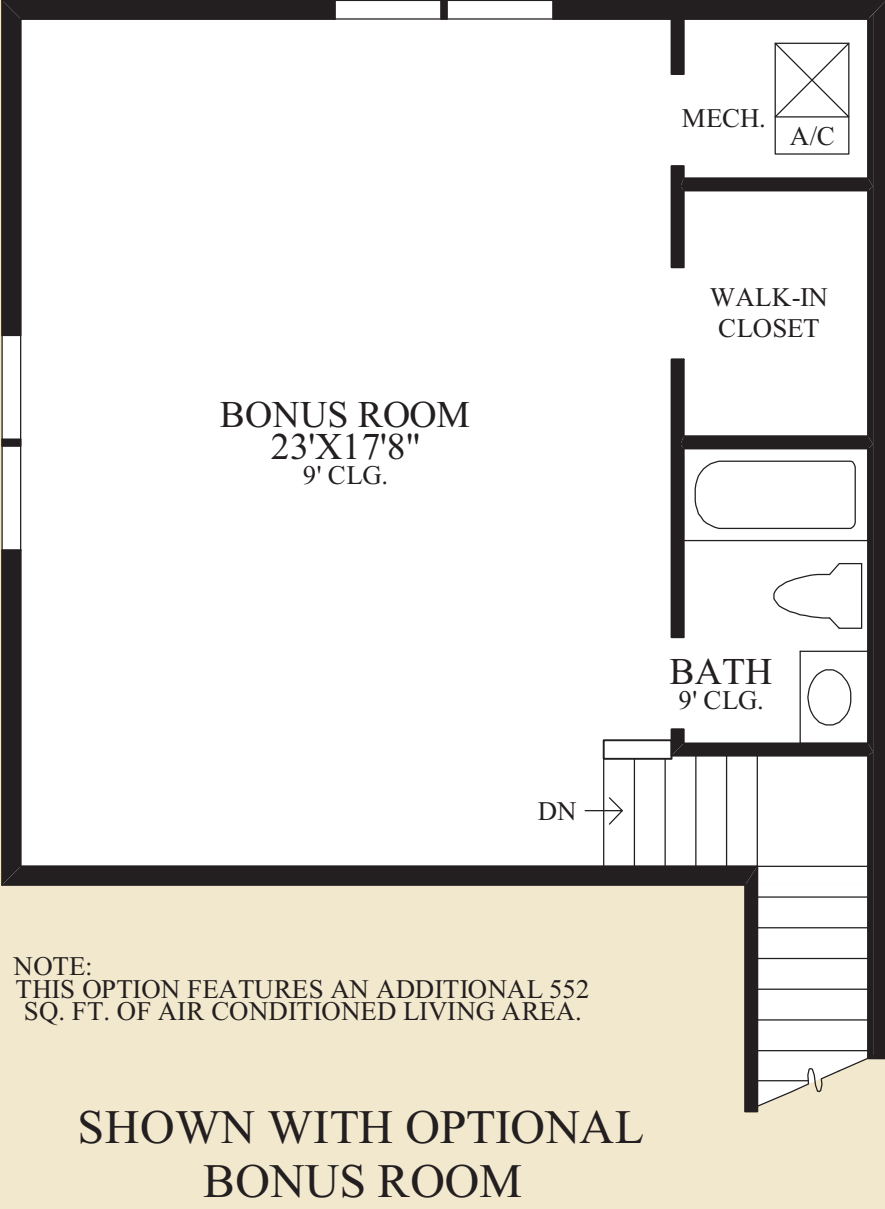 MECH.
A/C
WALK-IN
CLOSET
BONUS ROOM
23'X17'8"
9' CLG.
BATH
9' CLG.
DN
NOTE:
THIS OPTION FEATURES AN ADDITIONAL 552
SQ. FT. OF AIR CONDITIONED LIVING AREA.
SHOWN WITH OPTIONAL
BONUS ROOM